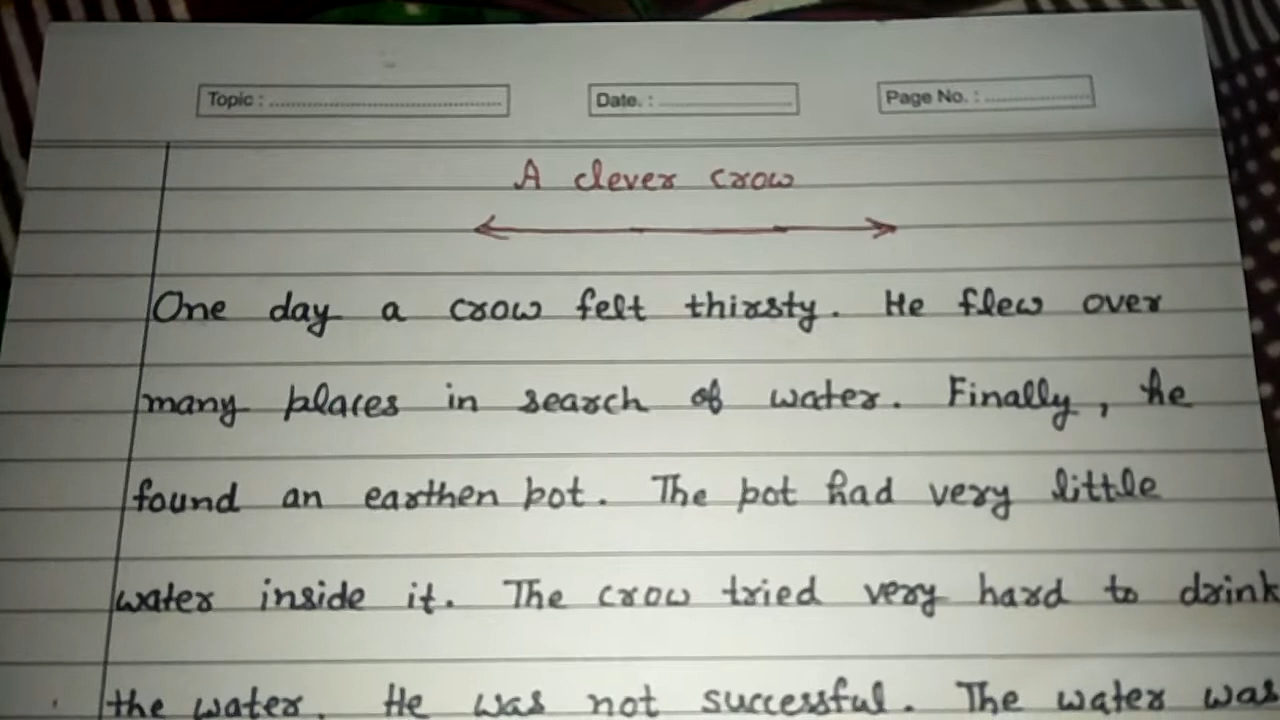 Topic : ..........................................
Date. : ........................
Page No. : ...................
A clever crow
One day a crow felt thirsty. He flew over
many places in search of water. Finally, he
found an earthen pot. The pot had very little
water inside it. The crow tried very hard to drink
the water. He was not successful. The water was